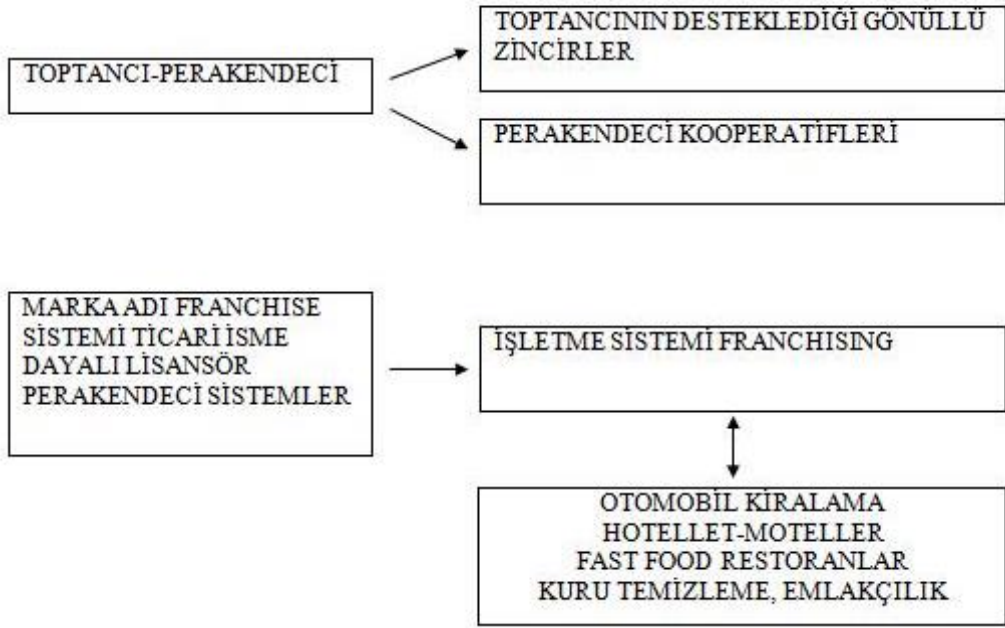 TOPTANCI-PERAKENDECİ
TOPTANCININ DESTEKLEDİĞİ GÖNÜLLÜ
ZİNCİRLER
PERAKENDECİ KOOPERATİFLERİ
MARKA ADI FRANCHISE
SİSTEMİ TİCARİ İSME
DAYALI LİSANSÖR
PERAKENDECİ SİSTEMLER
İŞLETME SİSTEMİ FRANCHISING
OTOMOBİL KİRALAMA
HOTELLET-MOTELLER
FAST FOOD RESTORANLAR
KURU TEMİZLEME, EMLAKÇILIK